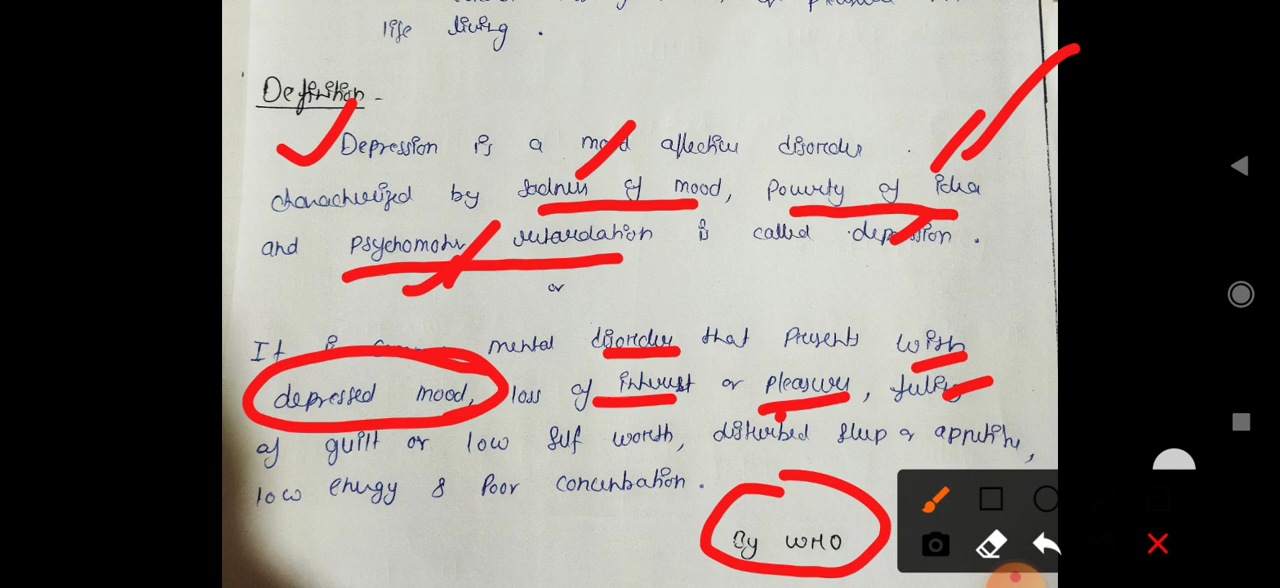 life living .
Definition -
Depression is a mood affective disorder .
characterized by sadness of mood, Poverty of idea
and psychomotor retardation is called depression .
or
It is common mental disorder that presents with
depressed mood, loss of interest or pleasure, feeling
of guilt or low self worth, disturbed sleep or appetite,
low energy & Poor concentration .
By WHO